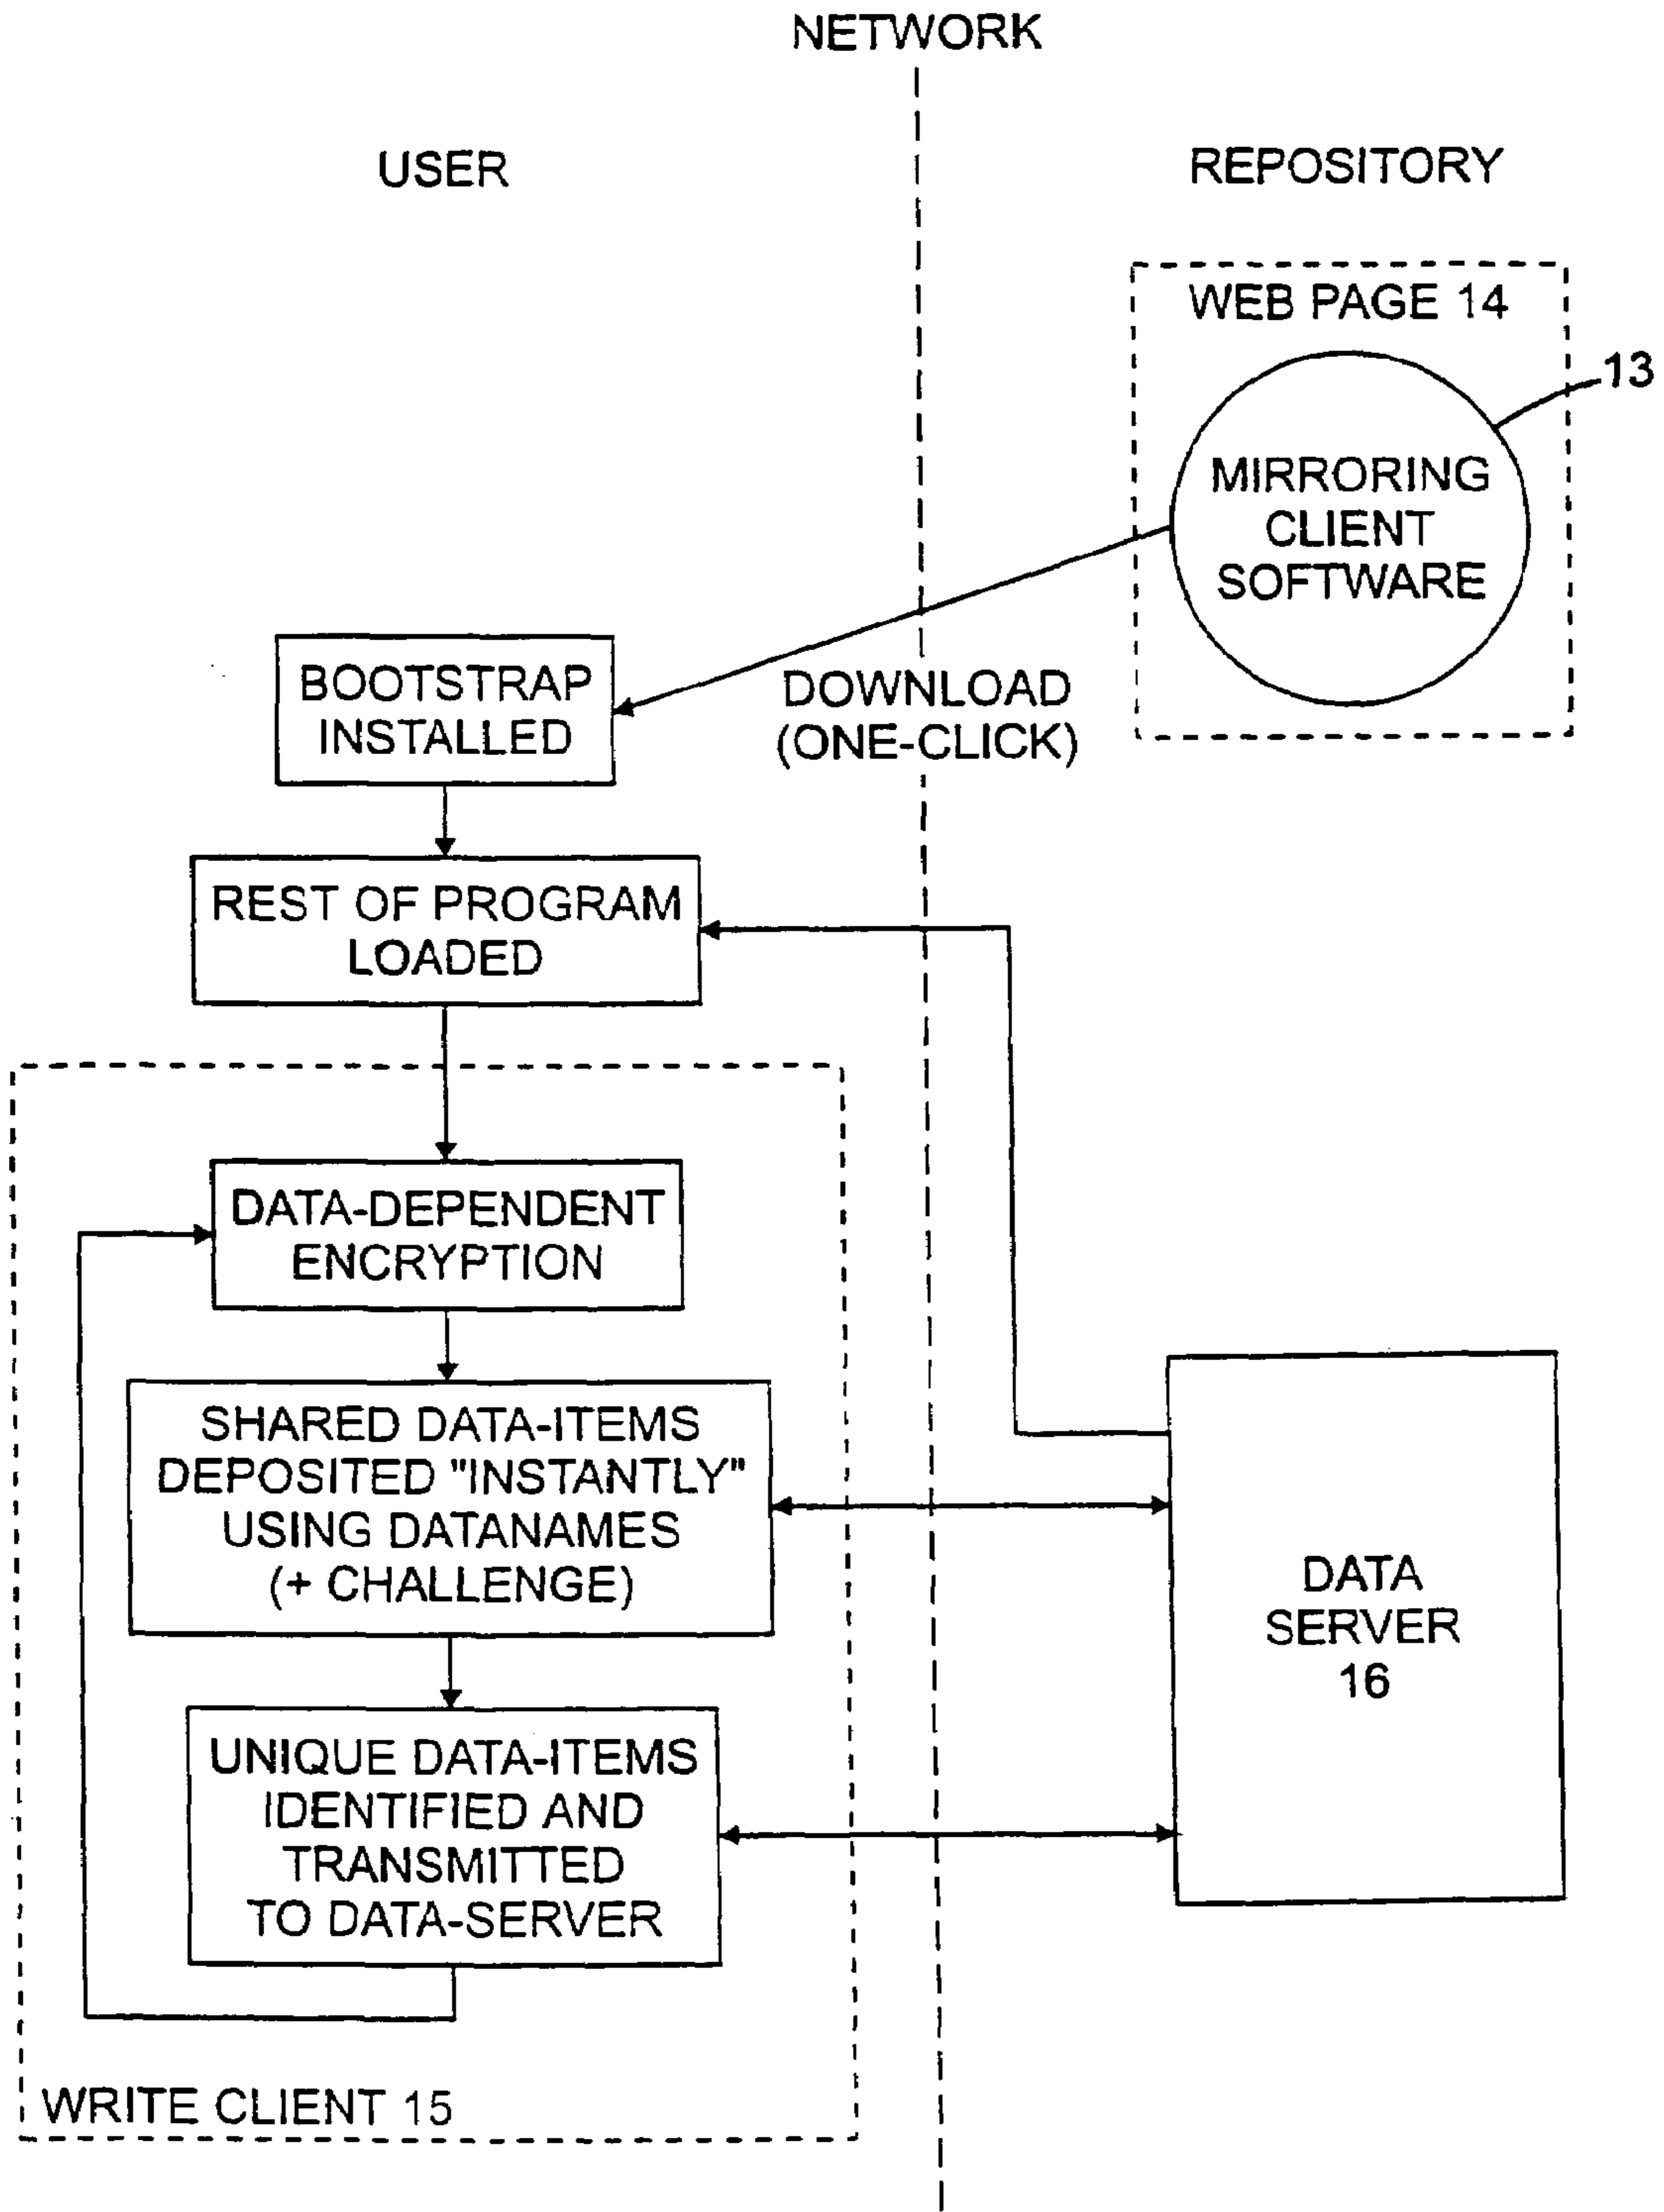 NETWORK
USER
REPOSITORY
WEB PAGE 14
13
MIRRORING
CLIENT
SOFTWARE
BOOTSTRAP
INSTALLED
DOWNLOAD
(ONE-CLICK)
REST OF PROGRAM
LOADED
DATA-DEPENDENT
ENCRYPTION
SHARED DATA-ITEMS
DEPOSITED "INSTANTLY"
USING DATANAMES
(+ CHALLENGE)
UNIQUE DATA-ITEMS
IDENTIFIED AND
TRANSMITTED
TO DATA-SERVER
DATA
SERVER
16
WRITE CLIENT 15